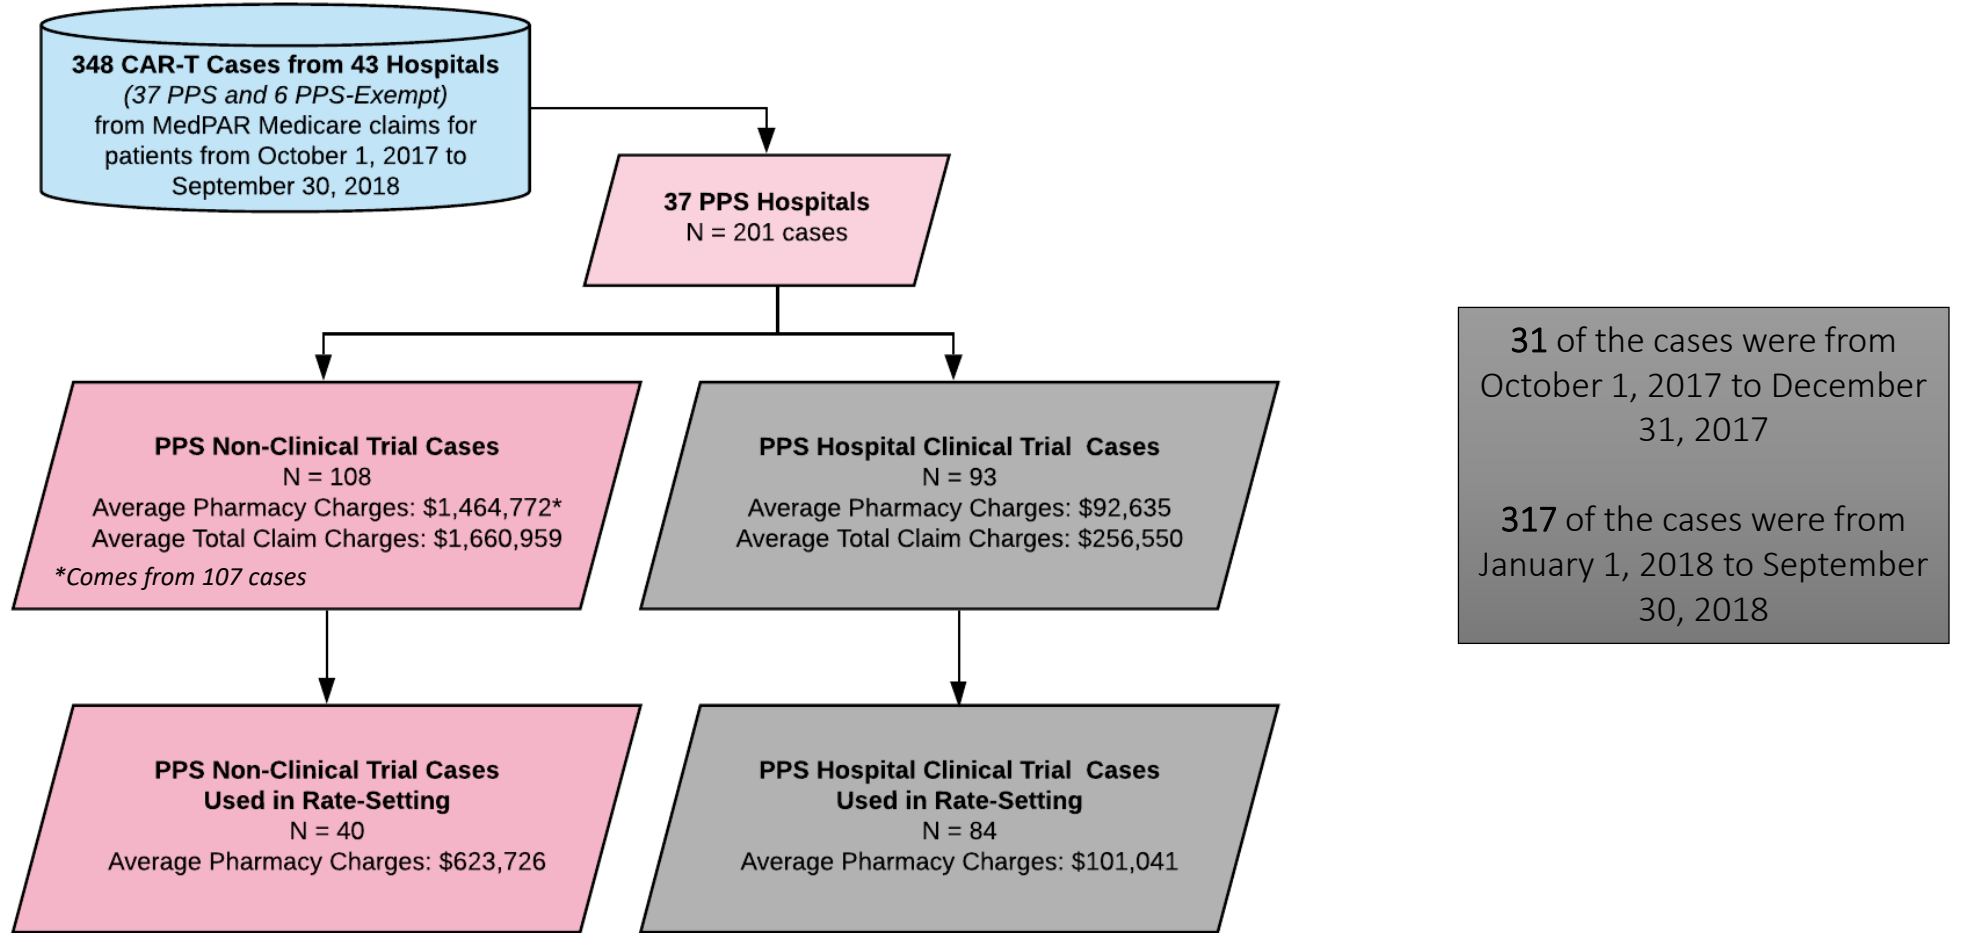 348 CAR-T Cases from 43 Hospitals
(37 PPS and 6 PPS-Exempt)
from MedPAR Medicare claims for
patients from October 1, 2017 to
September 30, 2018
37 PPS Hospitals
N = 201 cases
PPS Non-Clinical Trial Cases
N = 108
Average Pharmacy Charges: $1,464,772*
Average Total Claim Charges: $1,660,959
*Comes from 107 cases
PPS Hospital Clinical Trial Cases
N = 93
Average Pharmacy Charges: $92,635
Average Total Claim Charges: $256,550
31 of the cases were from
October 1, 2017 to December
31, 2017
317 of the cases were from
January 1, 2018 to September
30, 2018
PPS Non-Clinical Trial Cases
Used in Rate-Setting
N = 40
Average Pharmacy Charges: $623,726
PPS Hospital Clinical Trial Cases
Used in Rate-Setting
N = 84
Average Pharmacy Charges: $101,041